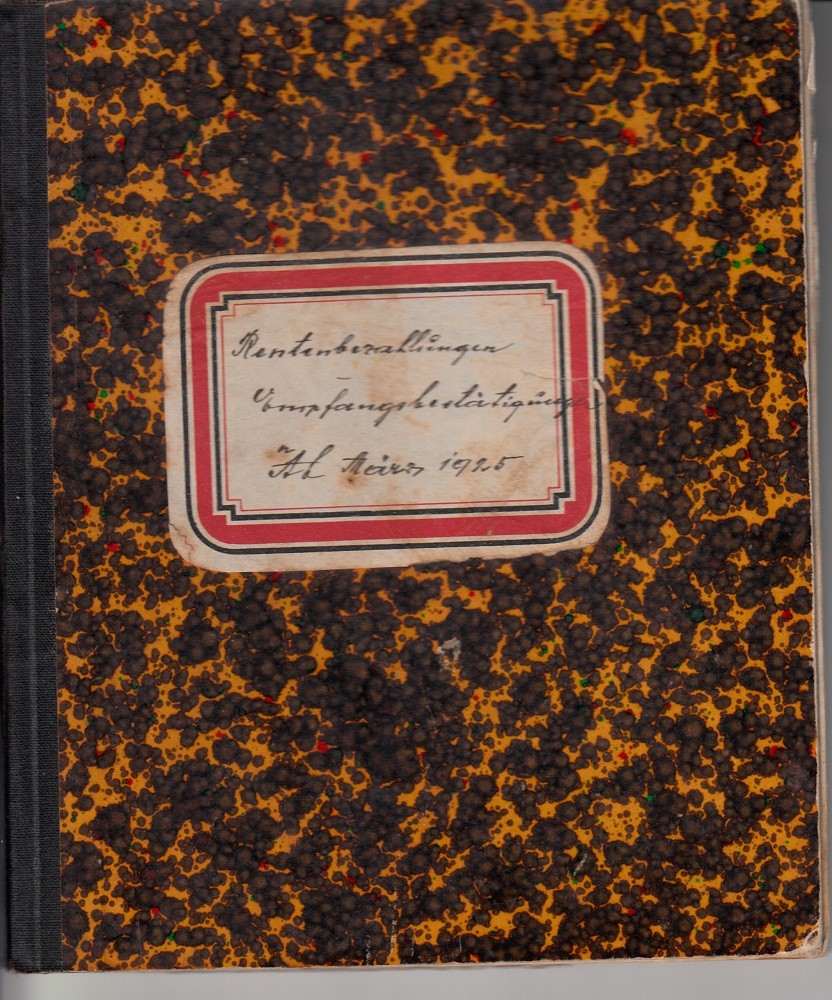 Rentenbezahlungen
Empfangsbestätigungen
Ab März 1925